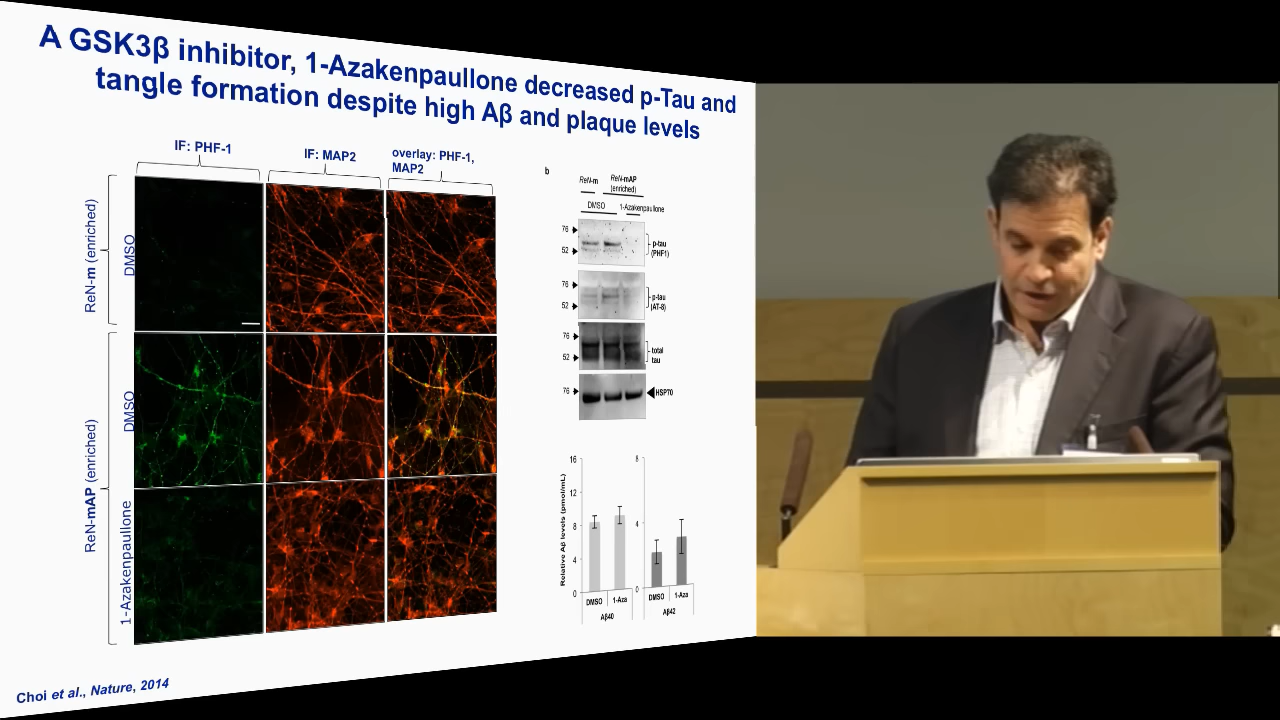 A GSK3β inhibitor, 1-Azakenpaullone decreased p-Tau and
tangle formation despite high Aβ and plaque levels
IF: PHF-1
IF: MAP2
overlay: PHF-1,
MAP2
ReN-m (enriched)
DMSO
ReN-mAP (enriched)
DMSO
1-Azakenpaullone
b
ReN-m
ReN-mAP
(enriched)
DMSO
1-Azakenpaullone
76
52
p-tau
(PHF1)
76
52
p-tau
(AT-8)
76
52
total
tau
76
HSP70
Relative Aβ levels (pmol/mL)
16
12
8
4
0
DMSO
1-Aza
Aβ40
8
4
0
DMSO
1-Aza
Aβ42
Choi et al., Nature, 2014